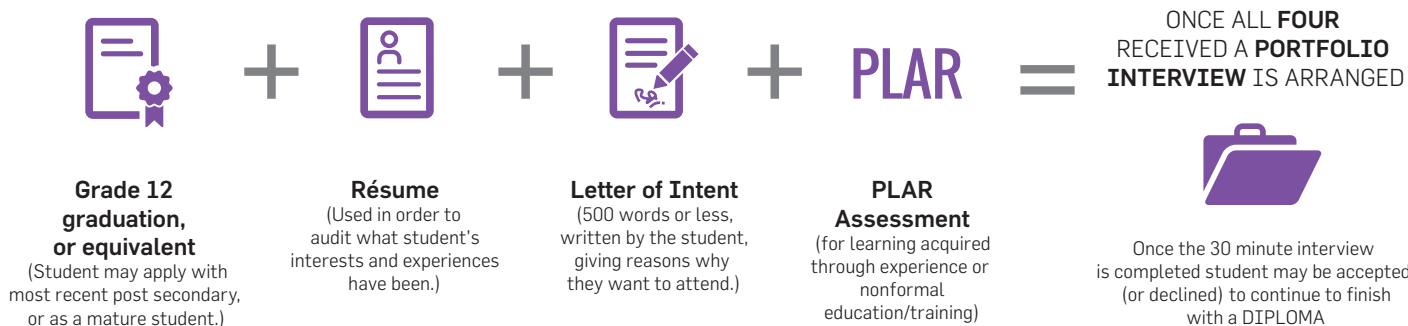 PLAR
ONCE ALL FOUR
RECEIVED A PORTFOLIO
INTERVIEW IS ARRANGED
Grade 12
graduation,
or equivalent
(Student may apply with
most recent post secondary,
or as a mature student.)
Résume
(Used in order to
audit what student's
interests and experiences
have been.)
Letter of Intent
(500 words or less,
written by the student,
giving reasons why
they want to attend.)
PLAR
Assessment
(for learning acquired
through experience or
nonformal
education/training)
Once the 30 minute interview
is completed student may be accepted
(or declined) to continue to finish
with a DIPLOMA